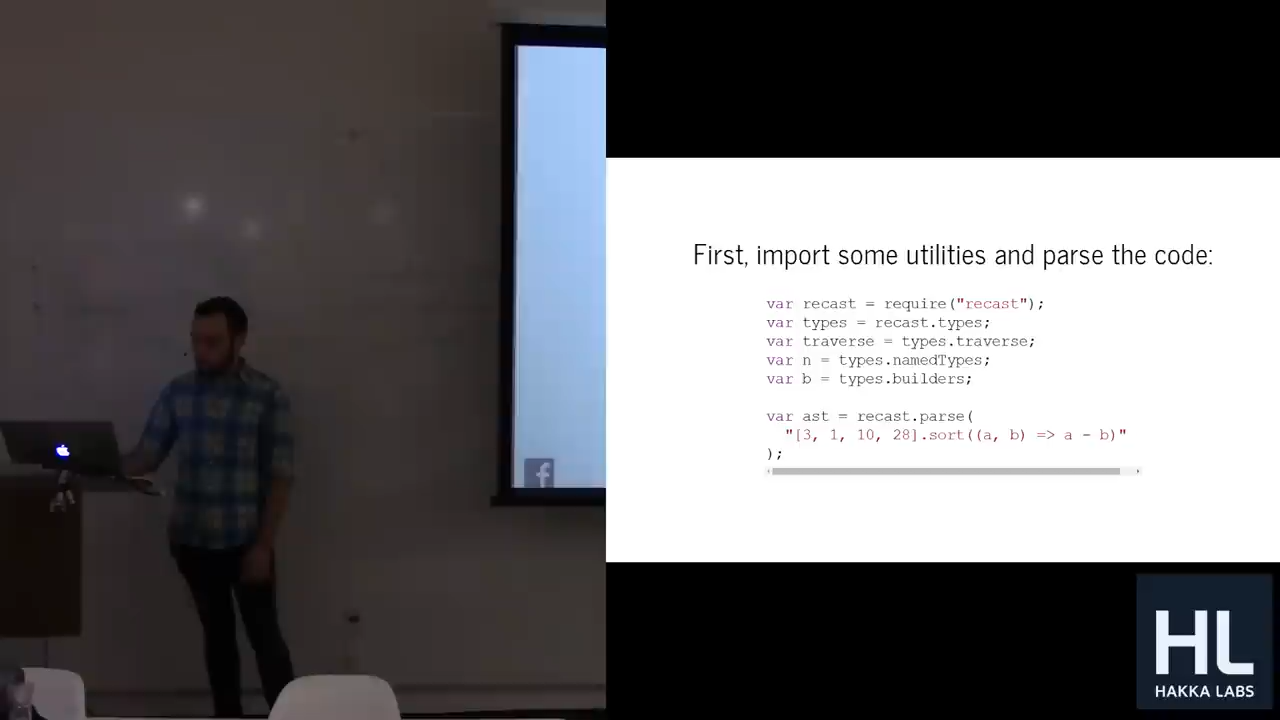 First, import some utilities and parse the code:
var recast = require("recast");
var types = recast.types;
var traverse = types.traverse;
var n = types.namedTypes;
var b = types.builders;
var ast = recast.parse(
"[3, 1, 10, 28].sort((a, b) => a - b)"
);
f
HL
HAKKA LABS